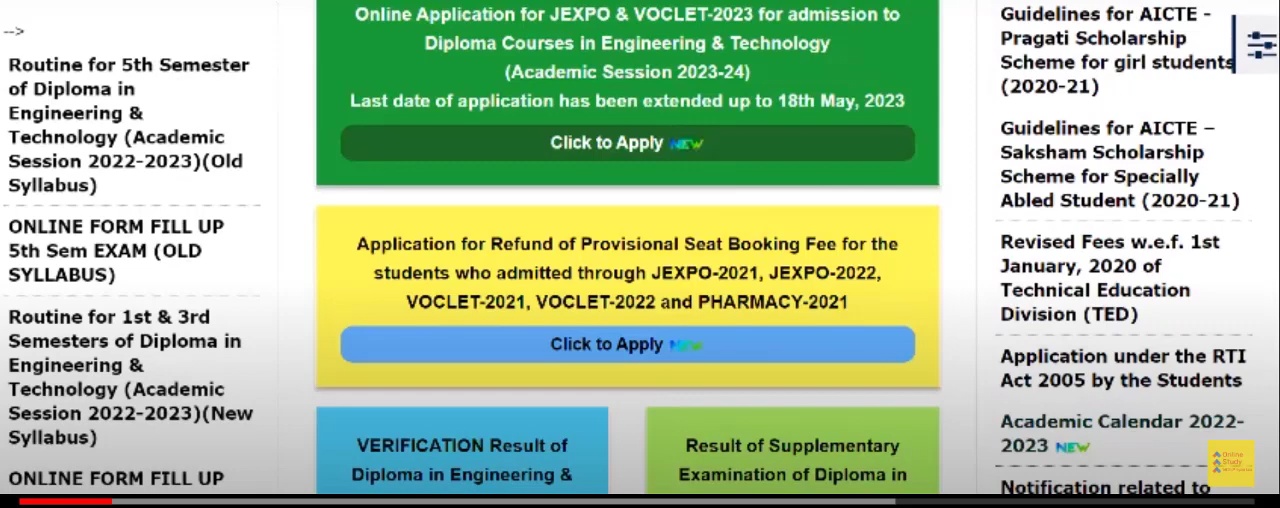 -->
Routine for 5th Semester
of Diploma in
Engineering &
Technology (Academic
Session 2022-2023)(Old
Syllabus)
ONLINE FORM FILL UP
5th Sem EXAM (OLD
SYLLABUS)
Routine for 1st & 3rd
Semesters of Diploma in
Engineering &
Technology (Academic
Session 2022-2023)(New
Syllabus)
ONLINE FORM FILL UP
Online Application for JEXPO & VOCLET-2023 for admission to
Diploma Courses in Engineering & Technology
(Academic Session 2023-24)
Last date of application has been extended up to 18th May, 2023
Click to Apply NEW
Application for Refund of Provisional Seat Booking Fee for the
students who admitted through JEXPO-2021, JEXPO-2022,
VOCLET-2021, VOCLET-2022 and PHARMACY-2021
Click to Apply NEW
VERIFICATION Result of
Diploma in Engineering &
Result of Supplementary
Examination of Diploma in
Guidelines for AICTE -
Pragati Scholarship
Scheme for girl students
(2020-21)
Guidelines for AICTE –
Saksham Scholarship
Scheme for Specially
Abled Student (2020-21)
Revised Fees w.e.f. 1st
January, 2020 of
Technical Education
Division (TED)
Application under the RTI
Act 2005 by the Students
Academic Calendar 2022-
2023 NEW
Notification related to
Online
Study